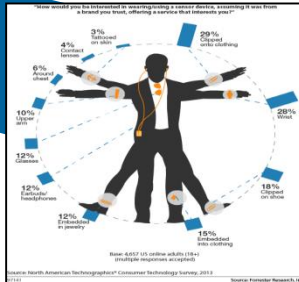 "How would you be interested in wearing/using a sensor device, assuming it was from
a brand you trust, offering a service that interests you?"
3%
Tattooed
on skin
4%
Contact
lenses
6%
Around
chest
10%
Upper
arm
12%
Glasses
12%
Earbuds/
headphones
12%
Embedded
in jewelry
29%
Clipped
onto clothing
28%
Wrist
18%
Clipped
on shoe
15%
Embedded
into clothing
Base: 4,657 US online adults (18+)
(multiple responses accepted)
Source: North American Technographics® Consumer Technology Survey, 2013
Source: Forrester Research, Inc.